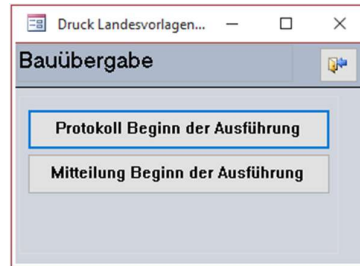 Druck Landesvorlagen...
Bauübergabe
Protokoll Beginn der Ausführung
Mitteilung Beginn der Ausführung